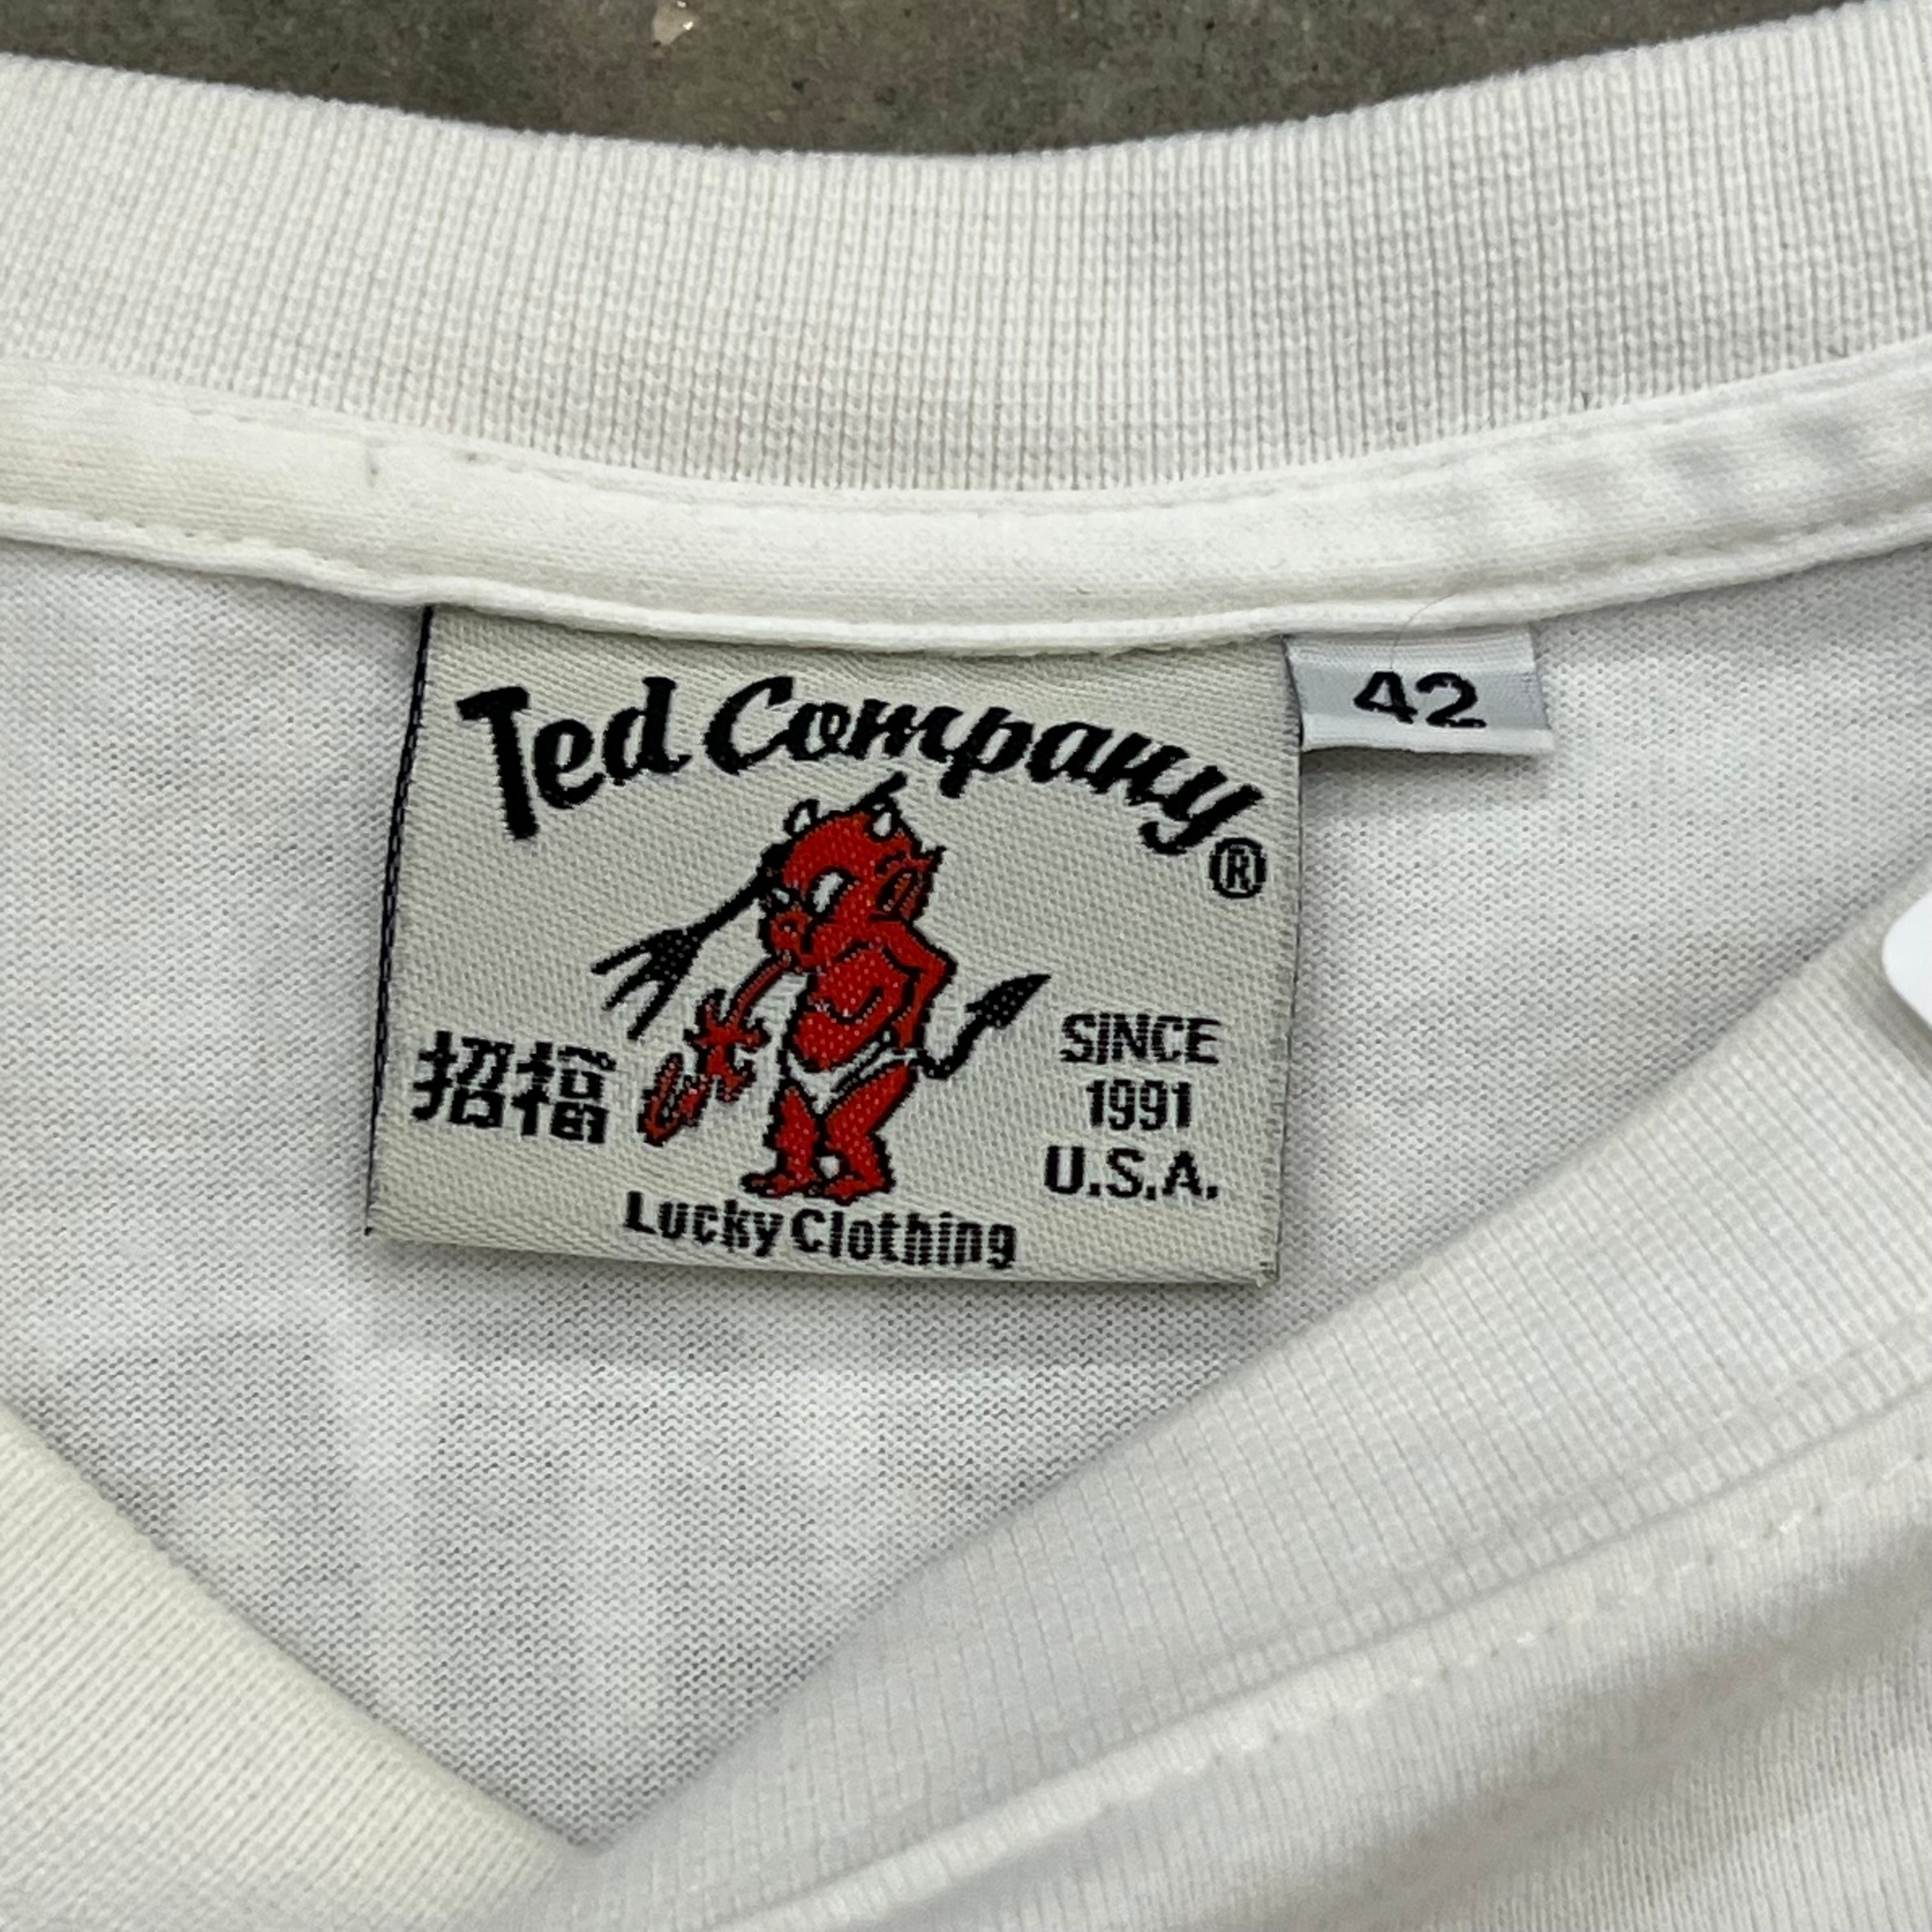 Ted Company®
42
招福
SINCE
1991
U.S.A.
Lucky Clothing